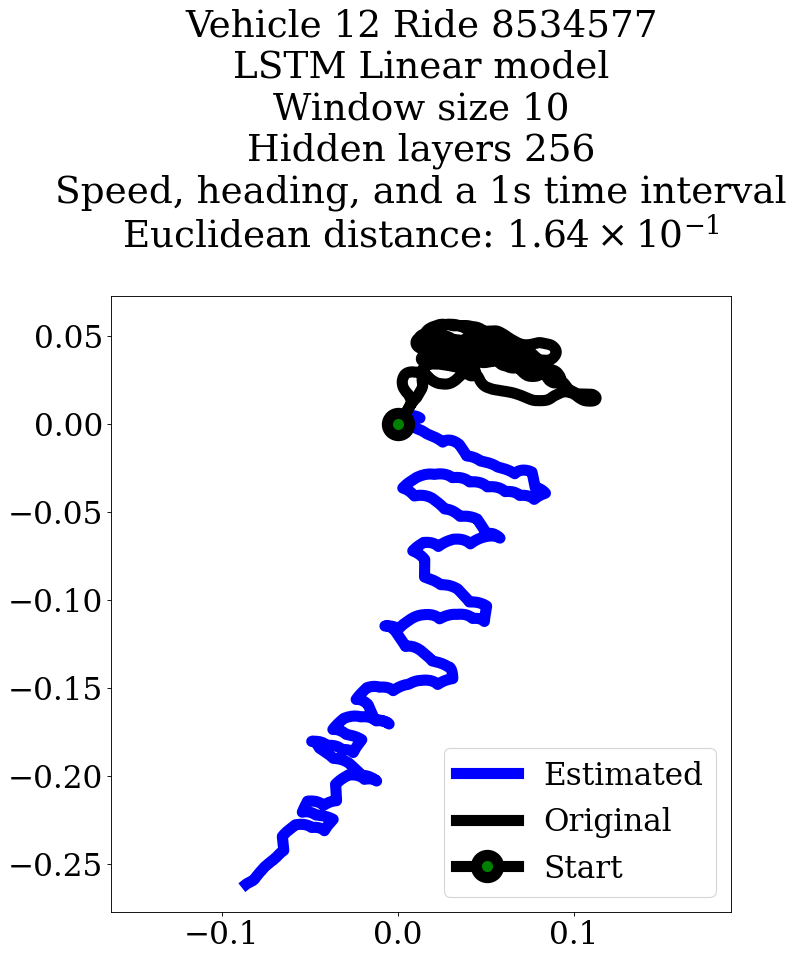 Vehicle 12 Ride 8534577
LSTM Linear model
Window size 10
Hidden layers 256
Speed, heading, and a 1s time interval
Euclidean distance: 1.64 × 10⁻¹
0.05
0.00
−0.05
−0.10
−0.15
−0.20
−0.25
Estimated
Original
Start
−0.1 0.0 0.1